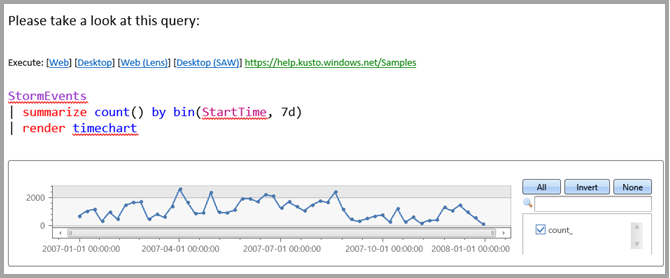 Please take a look at this query:
Execute: [Web] [Desktop] [Web (Lens)] [Desktop (SAW)] https://help.kusto.windows.net/Samples
StormEvents
| summarize count() by bin(StartTime, 7d)
| render timechart
All Invert None
2000
0
count_
2007-01-01 00:00:00 2007-04-01 00:00:00 2007-07-01 00:00:00 2007-10-01 00:00:00 2008-01-01 00:00:00